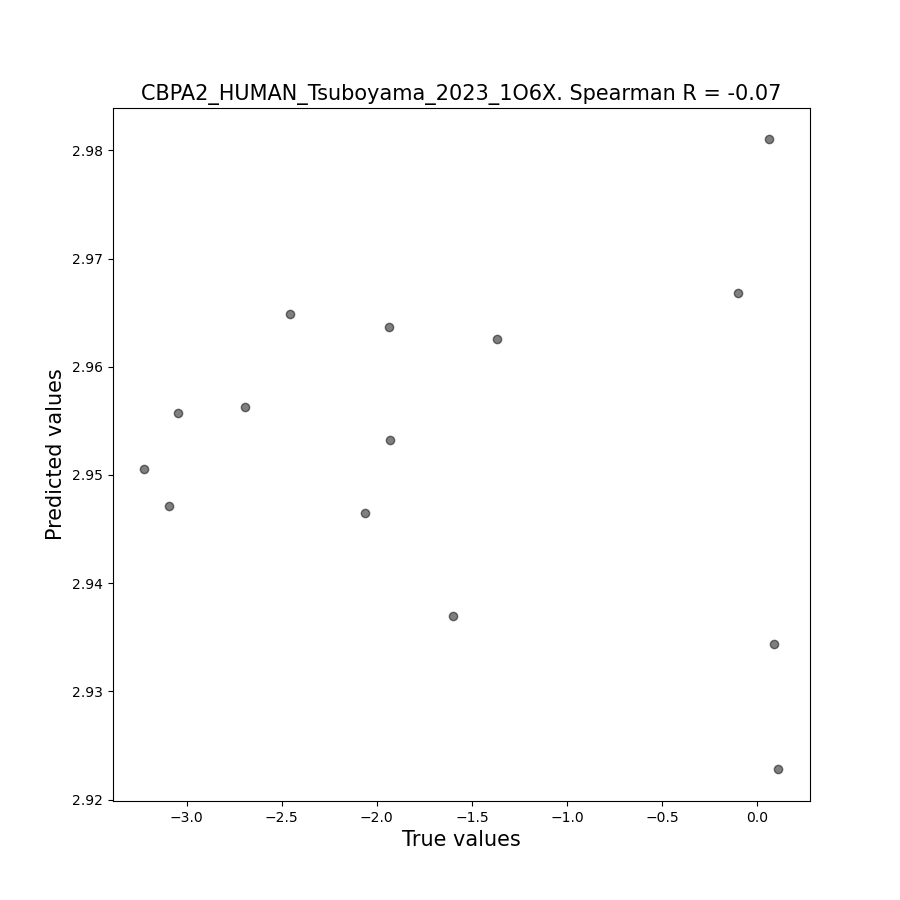 CBPA2_HUMAN_Tsuboyama_2023_1O6X. Spearman R = -0.07
2.98
2.97
2.96
2.95
2.94
2.93
2.92
Predicted values
−3.0 −2.5 −2.0 −1.5 −1.0 −0.5 0.0
True values